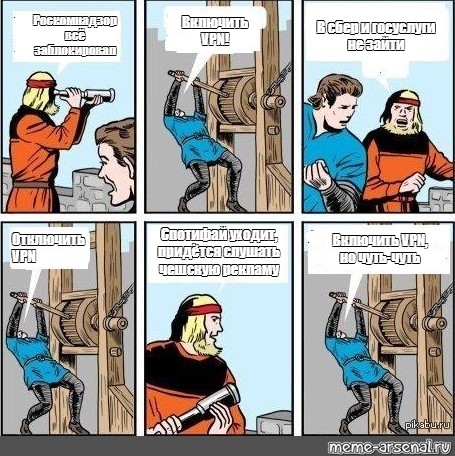 Роскомнадзор
всё
заблокировал
Включить
VPN!
В сбер и госуслуги
не зайти
Отключить
VPN
Спотифай уходит,
придётся слушать
чешскую рекламу
Включить VPN,
но чуть-чуть
pikabu.ru
meme-arsenal.ru